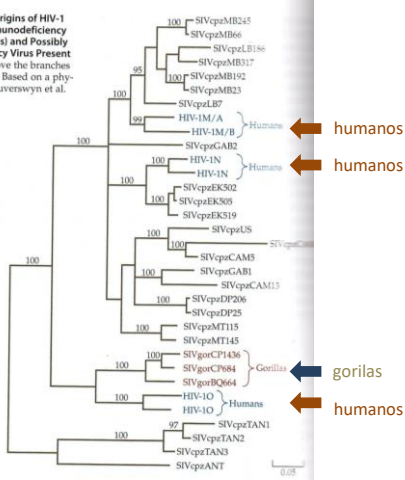 rigins of HIV-1
unodeficiency
s) and Possibly
cy Virus Present
ve the branches
Based on a phy-
uverswyn et al.
100
SIVcpzMB245
SIVcpzMB66
SIVcpzLB186
95
SIVcpzMB317
100
SIVcpzMB192
SIVcpzMB23
SIVcpzLB7
HIV-1M/A
99
Humans
humanos
HIV-1M/B
100
SIVcpzGAB2
100
HIV-1N
Humans
humanos
HIV-1N
100
SIVcpzEK502
SIVcpzEK505
SIVcpzEK519
SIVcpzUS
100
100
SIVcpzCAM5
SIVcpzGAB1
100
SIVcpzCAM13
SIVcpzDP206
SIVcpzDP25
SIVcpzMT115
100
SIVcpzMT145
100
SIVgorCP1436
100
SIVgorCP684
Gorillas
gorilas
SIVgorBQ664
100
HIV-1O
Humans
humanos
HIV-1O
97
SIVcpzTAN1
SIVcpzTAN2
100
SIVcpzTAN3
SIVcpzANT
0.05